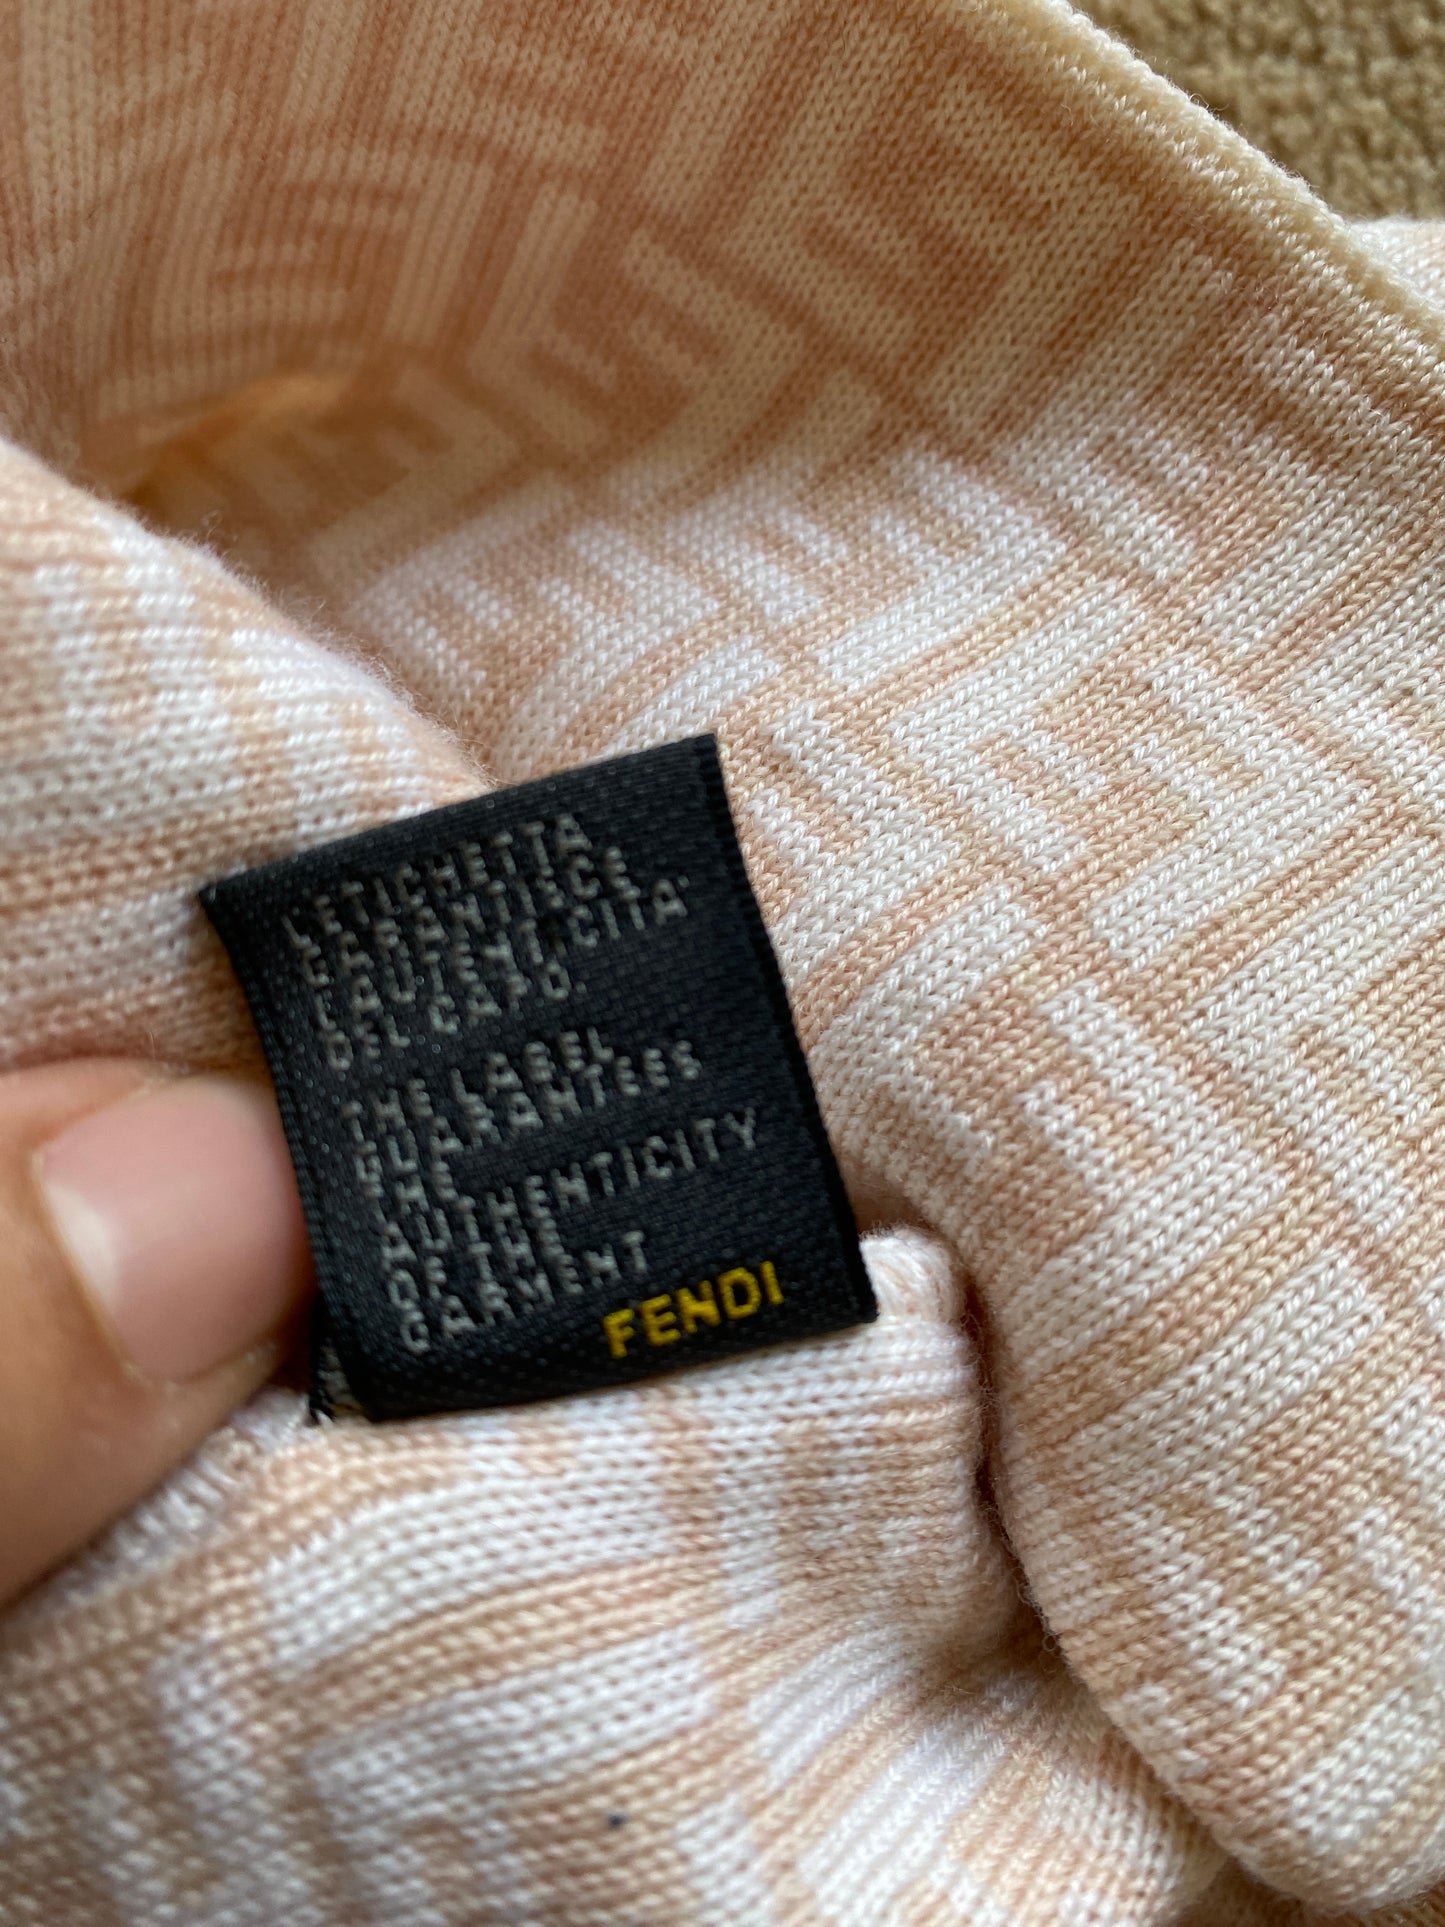 L'ETICHETTA
GARANTISCE
L'AUTENTICITA'
DEL CAPO.
THE LABEL
GUARANTEES
THE
AUTHENTICITY
OF THE
GARMENT
FENDI